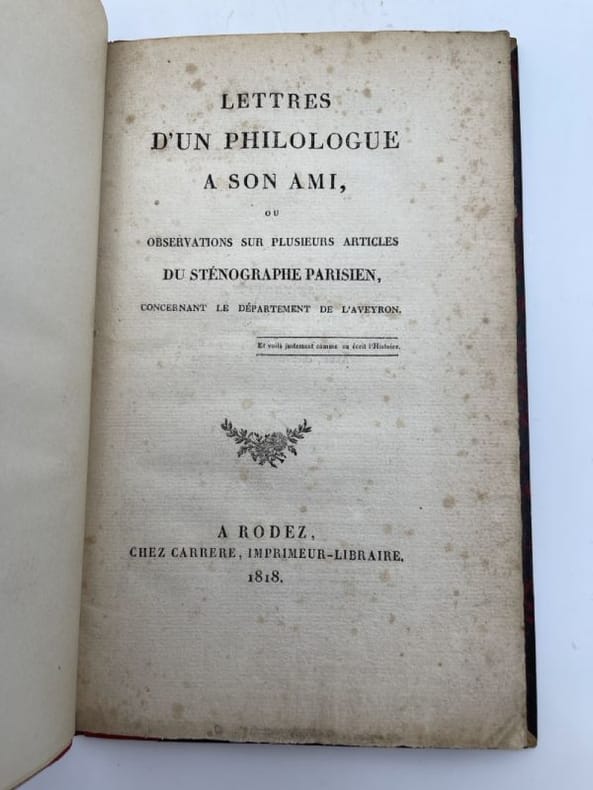 LETTRES
D'UN PHILOLOGUE
A SON AMI,
OU
OBSERVATIONS SUR PLUSIEURS ARTICLES
DU STÉNOGRAPHE PARISIEN,
CONCERNANT LE DÉPARTEMENT DE L'AVEYRON.
Et voilà justement comme on écrit l'Histoire.
A RODEZ,
CHEZ CARRERE, IMPRIMEUR-LIBRAIRE.
1818.